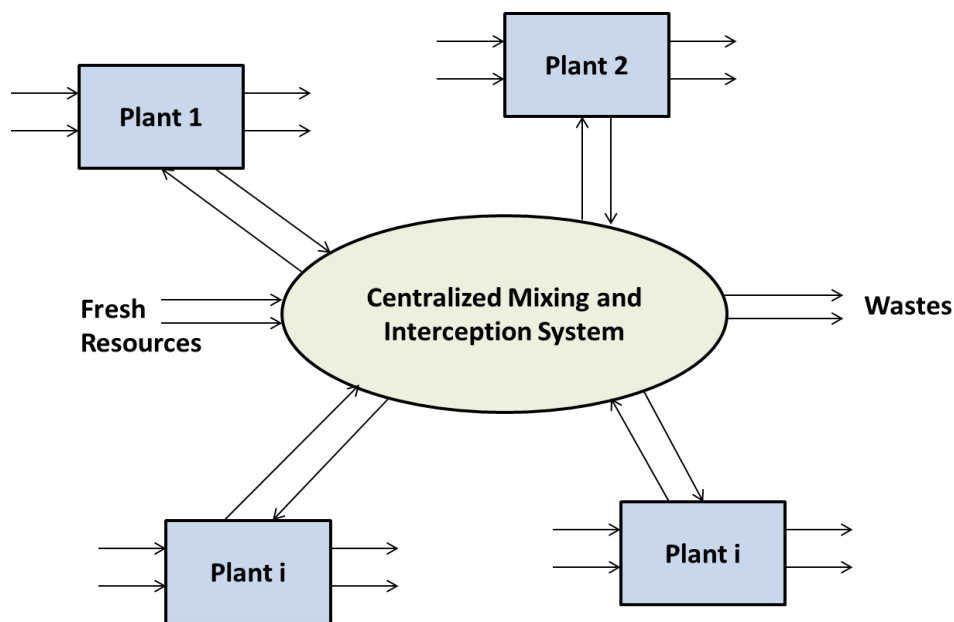 Plant 1
Plant 2
Fresh
Resources
Centralized Mixing and
Interception System
Wastes
Plant i
Plant i